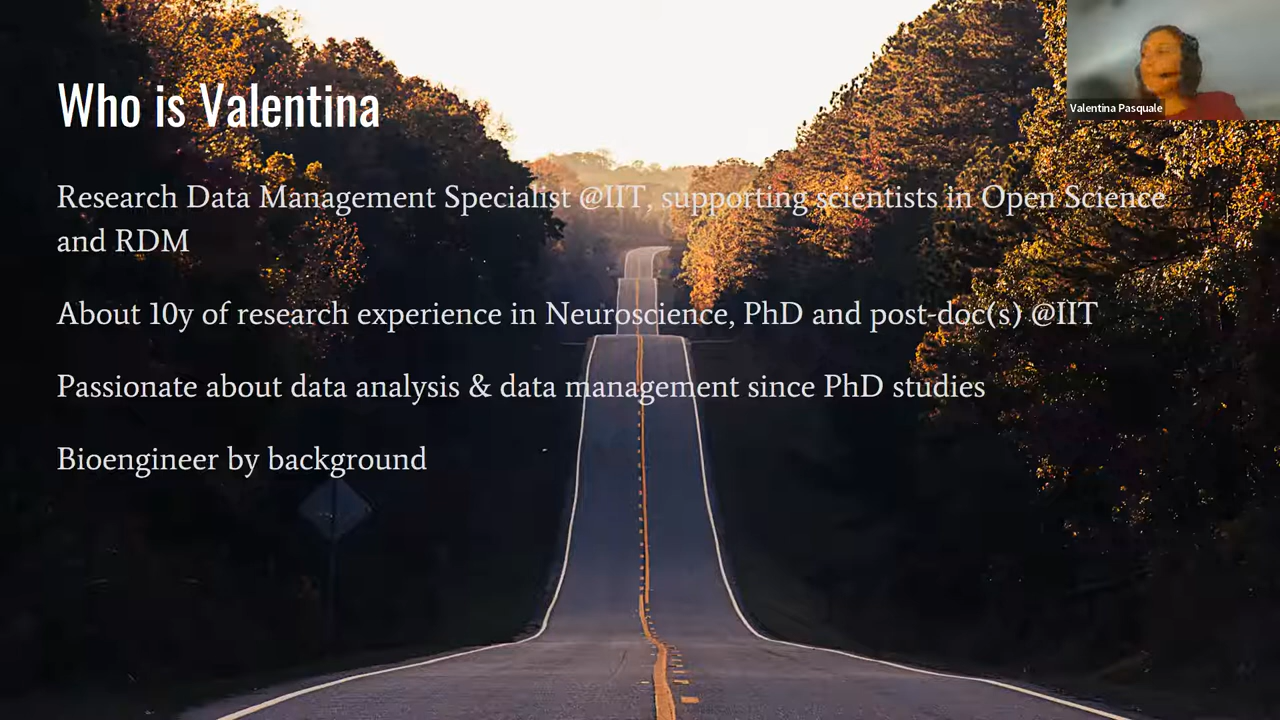 Who is Valentina
Valentina Pasquale
Research Data Management Specialist @IIT, supporting scientists in Open Science
and RDM
About 10y of research experience in Neuroscience, PhD and post-doc(s) @IIT
Passionate about data analysis & data management since PhD studies
Bioengineer by background